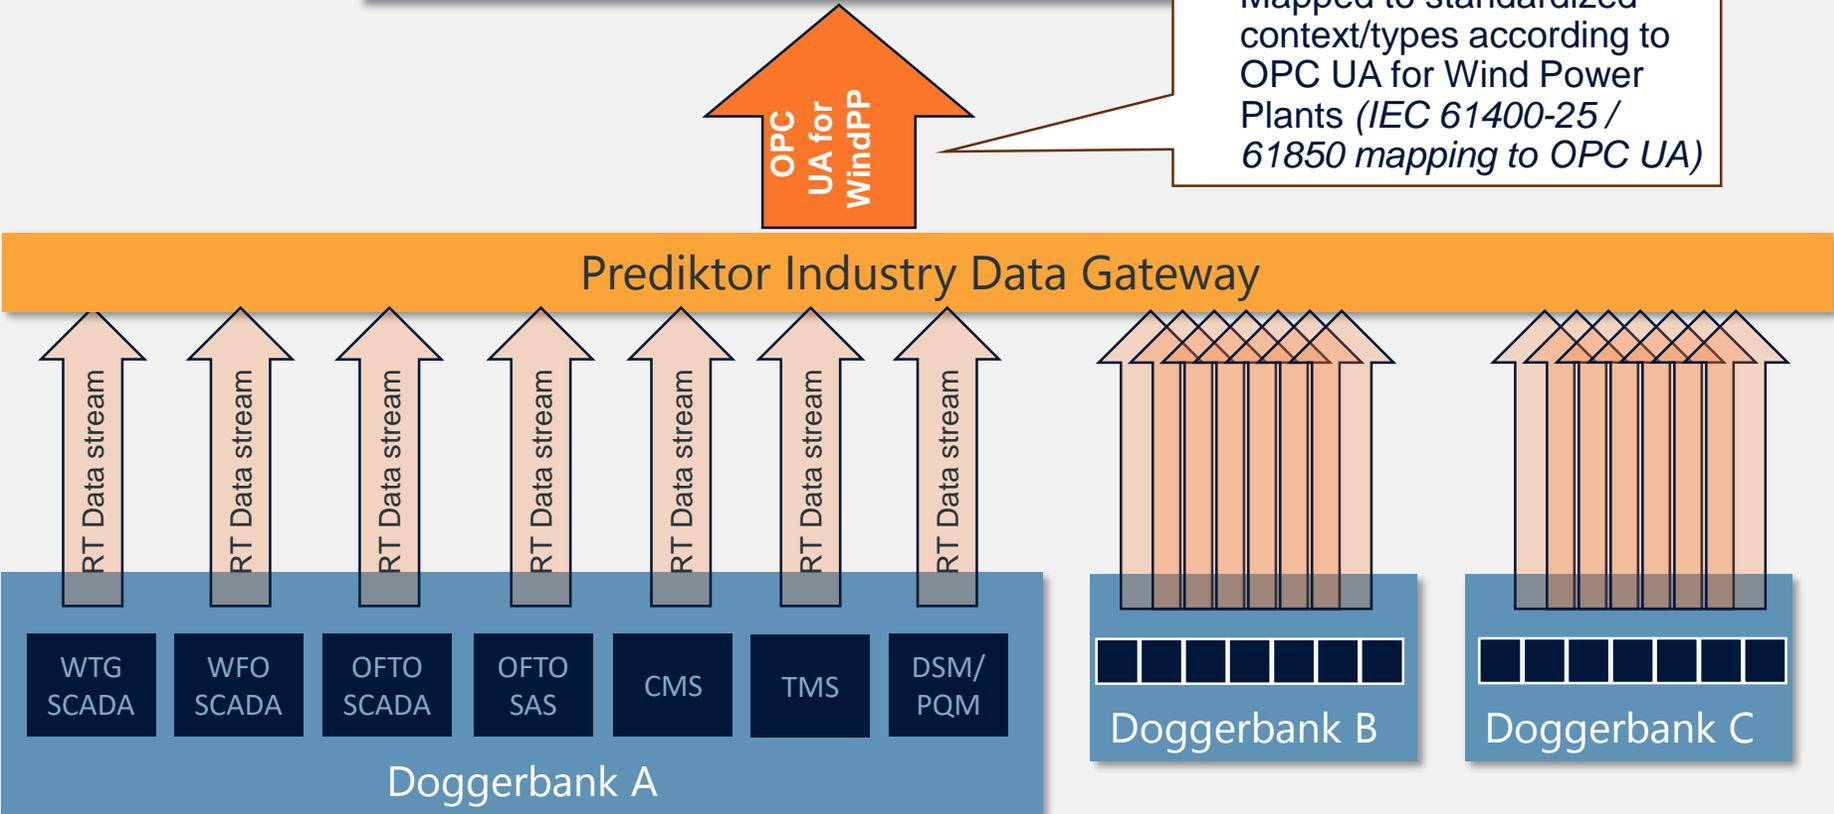 Mapped to standardized
context/types according to
OPC UA for Wind Power
Plants (IEC 61400-25 /
61850 mapping to OPC UA)
OPC
UA for
WindPP
Prediktor Industry Data Gateway
RT Data stream
RT Data stream
RT Data stream
RT Data stream
RT Data stream
RT Data stream
RT Data stream
WTG
SCADA
WFO
SCADA
OFTO
SCADA
OFTO
SAS
CMS
TMS
DSM/
PQM
Doggerbank A
Doggerbank B
Doggerbank C